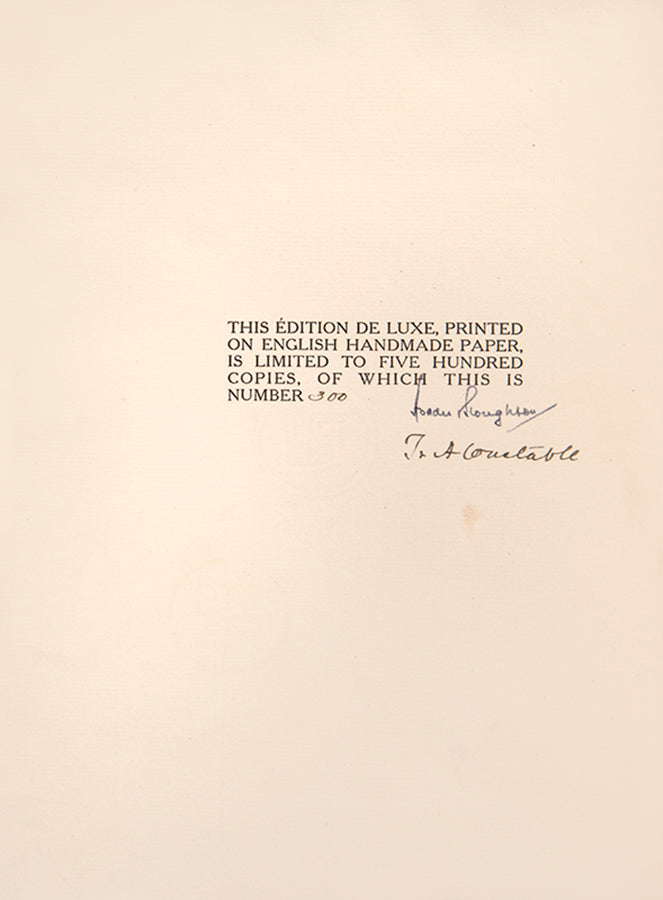 THIS ÉDITION DE LUXE, PRINTED
ON ENGLISH HANDMADE PAPER,
IS LIMITED TO FIVE HUNDRED
COPIES, OF WHICH THIS IS
NUMBER 300
Stoughton
T. & A Constable